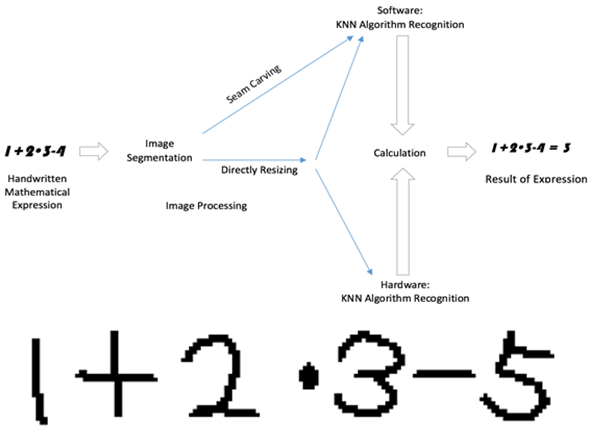 Software:
KNN Algorithm Recognition
Seam Carving
1+2•3-4
Image
Segmentation
Directly Resizing
Calculation
1+2•3-4 = 3
Handwritten
Mathematical
Expression
Result of Expression
Image Processing
Hardware:
KNN Algorithm Recognition
1+2•3-5